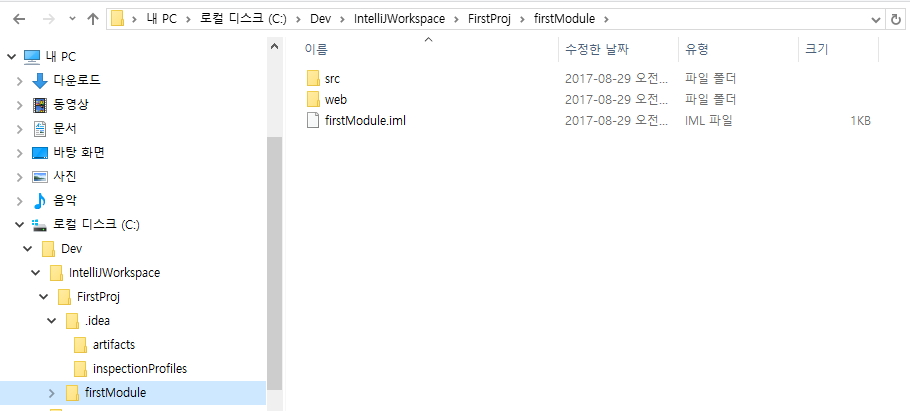 내 PC > 로컬 디스크 (C:) > Dev > IntelliJWorkspace > FirstProj > firstModule >
내 PC
다운로드
동영상
문서
바탕 화면
사진
음악
로컬 디스크 (C:)
Dev
IntelliJWorkspace
FirstProj
.idea
artifacts
inspectionProfiles
firstModule
이름 수정한 날짜 유형 크기
src 2017-08-29 오전... 파일 폴더
web 2017-08-29 오전... 파일 폴더
firstModule.iml 2017-08-29 오전... IML 파일 1KB